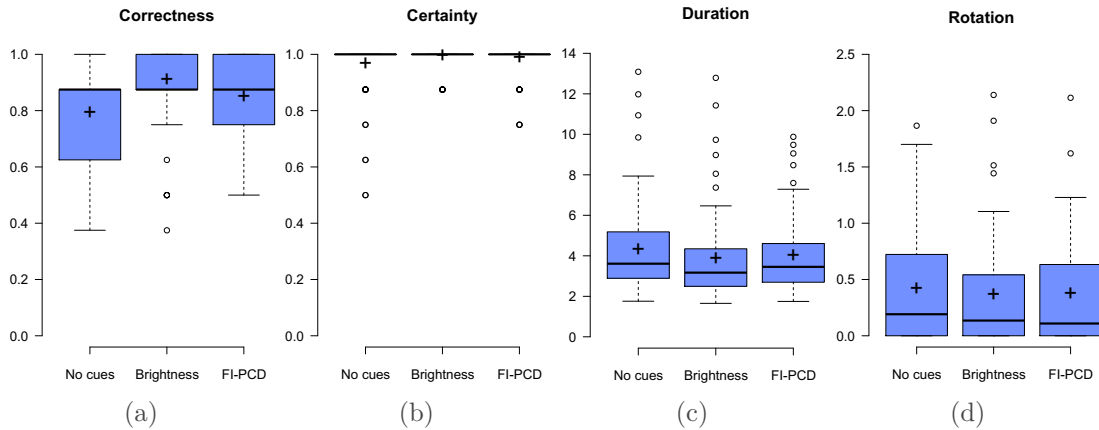 Correctness
1.0
0.8
0.6
0.4
0.2
0.0
No cues Brightness FI-PCD
(a)
Certainty
1.0
0.8
0.6
0.4
0.2
0.0
No cues Brightness FI-PCD
(b)
Duration
14
12
10
8
6
4
2
0
No cues Brightness FI-PCD
(c)
Rotation
2.5
2.0
1.5
1.0
0.5
0.0
No cues Brightness FI-PCD
(d)